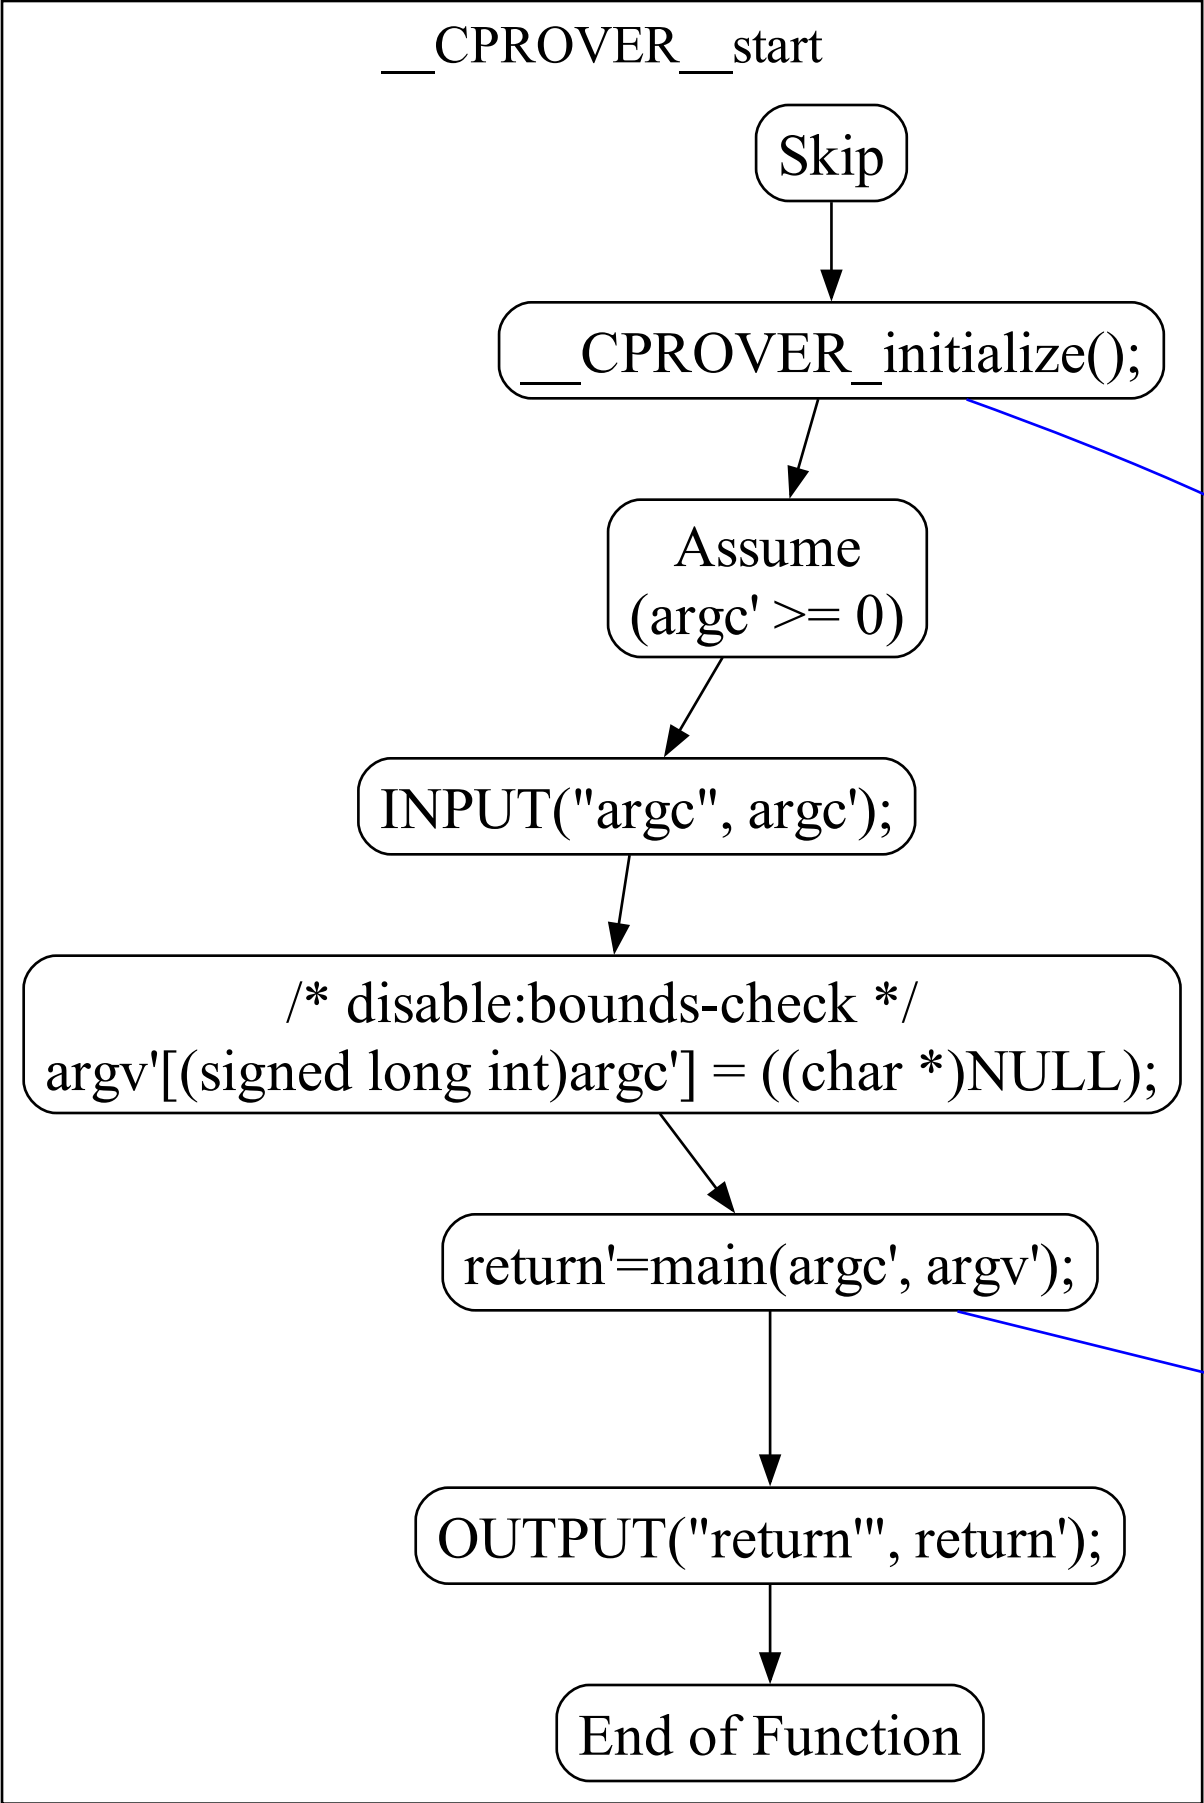 __CPROVER__start
Skip
__CPROVER_initialize();
Assume
(argc' >= 0)
INPUT("argc", argc');
/* disable:bounds-check */
argv'[(signed long int)argc'] = ((char *)NULL);
return'=main(argc', argv');
OUTPUT("return'", return');
End of Function